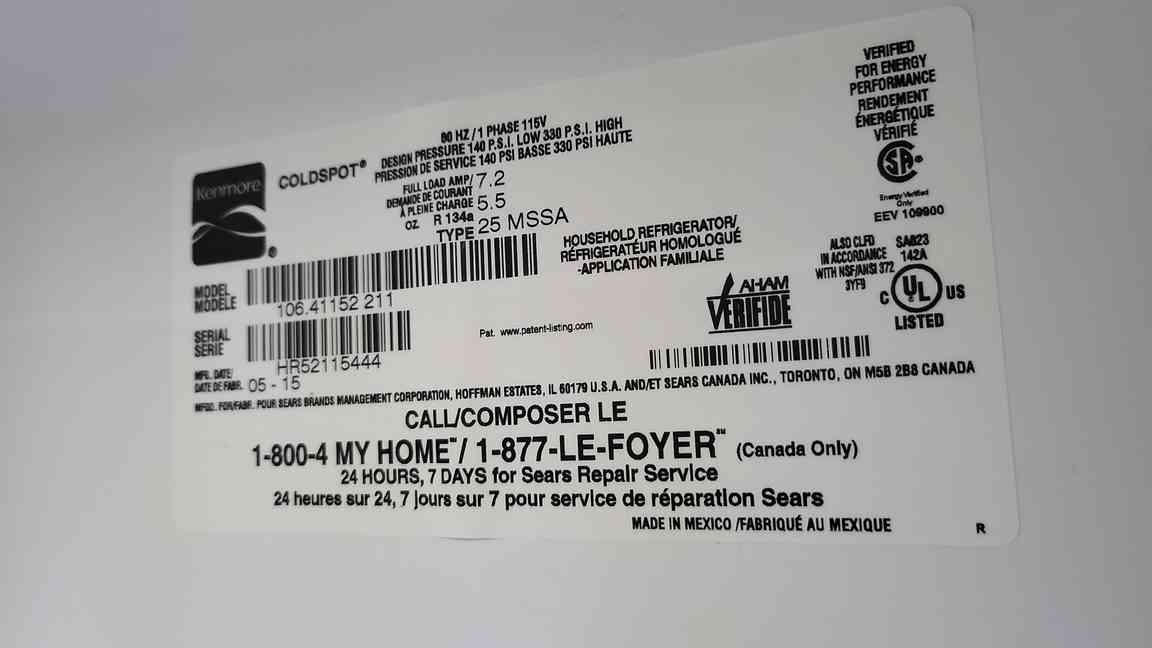 Kenmore
COLDSPOT®
60 HZ / 1 PHASE 115V
DESIGN PRESSURE 140 P.S.I. LOW 330 P.S.I. HIGH
PRESSION DE SERVICE 140 PSI BASSE 330 PSI HAUTE
FULL LOAD AMP/ 7.2
DEMANDE DE COURANT
À PLEINE CHARGE 5.5
OZ R 134a
TYPE 25 MSSA
HOUSEHOLD REFRIGERATOR/
RÉFRIGÉRATEUR HOMOLOGUÉ
-APPLICATION FAMILIALE
VERIFIED
FOR ENERGY
PERFORMANCE
RENDEMENT
ÉNERGÉTIQUE
VÉRIFIÉ
Energy Verified
Only
EEV 109900
MODEL
MODÈLE
106.41152 211
SERIAL
SÉRIE
HR52115444
MFG. DATE/
DATE DE FABR. 05 - 15
Pat. www.patent-listing.com
AHAM
VERIFIDE
ALSO CLFD
IN ACCORDANCE
WITH NSF/ANSI 372
3YF9
SA823
142A
C UL US
LISTED
MFGD. FOR/FABR. POUR SEARS BRANDS MANAGEMENT CORPORATION, HOFFMAN ESTATES, IL 60179 U.S.A. AND/ET SEARS CANADA INC., TORONTO, ON M5B 2B8 CANADA
CALL/COMPOSER LE
1-800-4 MY HOME℠/ 1-877-LE-FOYER℠ (Canada Only)
24 HOURS, 7 DAYS for Sears Repair Service
24 heures sur 24, 7 jours sur 7 pour service de réparation Sears
MADE IN MEXICO /FABRIQUÉ AU MEXIQUE
R